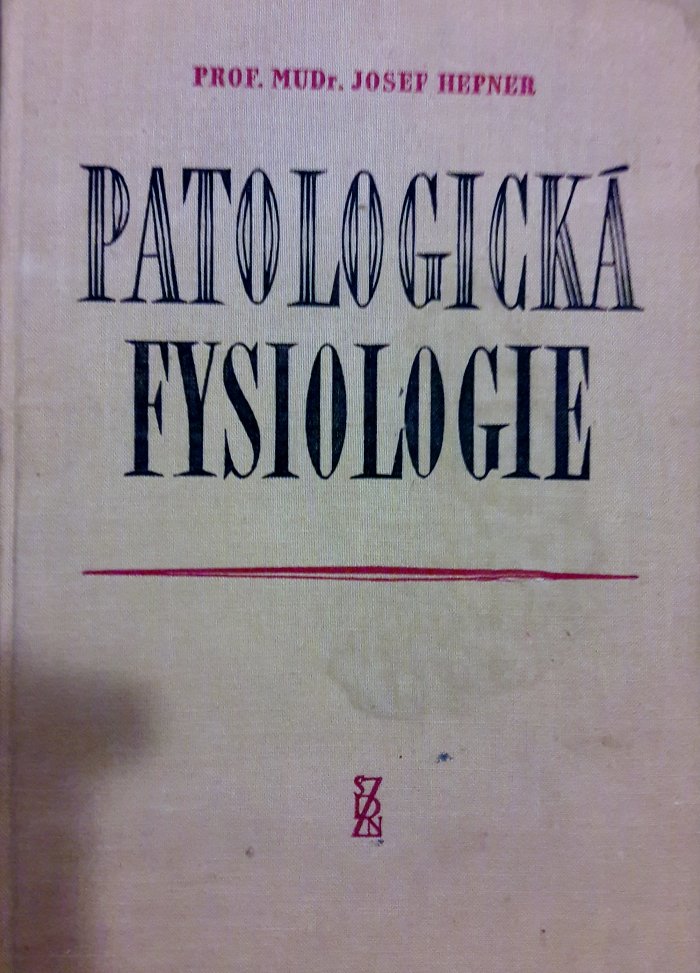 PROF. MUDr. JOSEF HEPNER
PATOLOGICKÁ
FYSIOLOGIE
SZDN